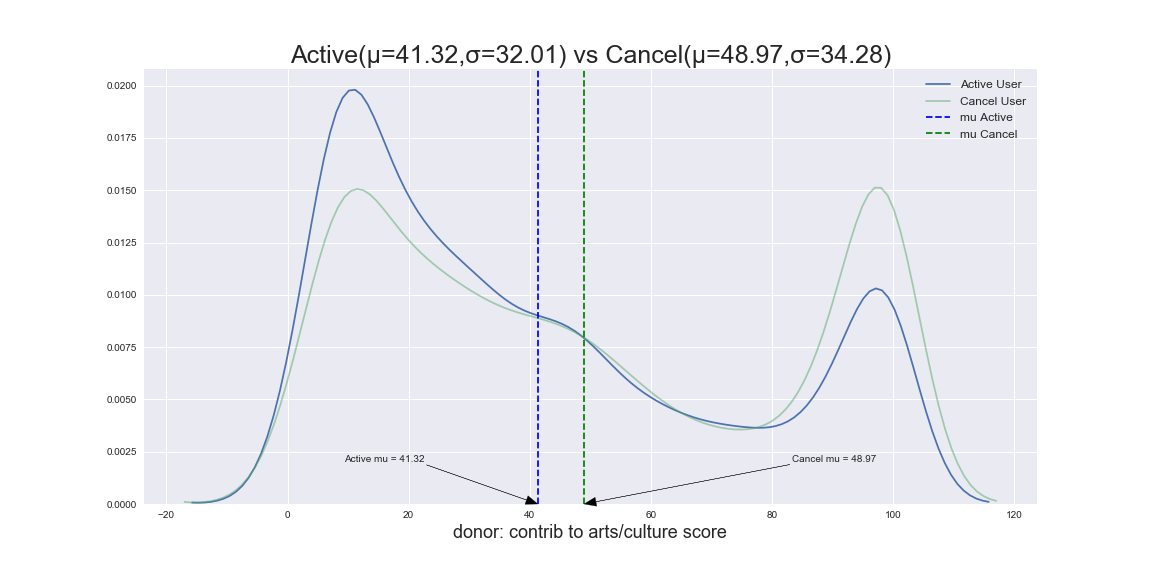 Active(μ=41.32,σ=32.01) vs Cancel(μ=48.97,σ=34.28)
Active User
Cancel User
mu Active
mu Cancel
0.0200
0.0175
0.0150
0.0125
0.0100
0.0075
0.0050
0.0025
0.0000
Active mu = 41.32
Cancel mu = 48.97
−20
0
20
40
60
80
100
120
donor: contrib to arts/culture score